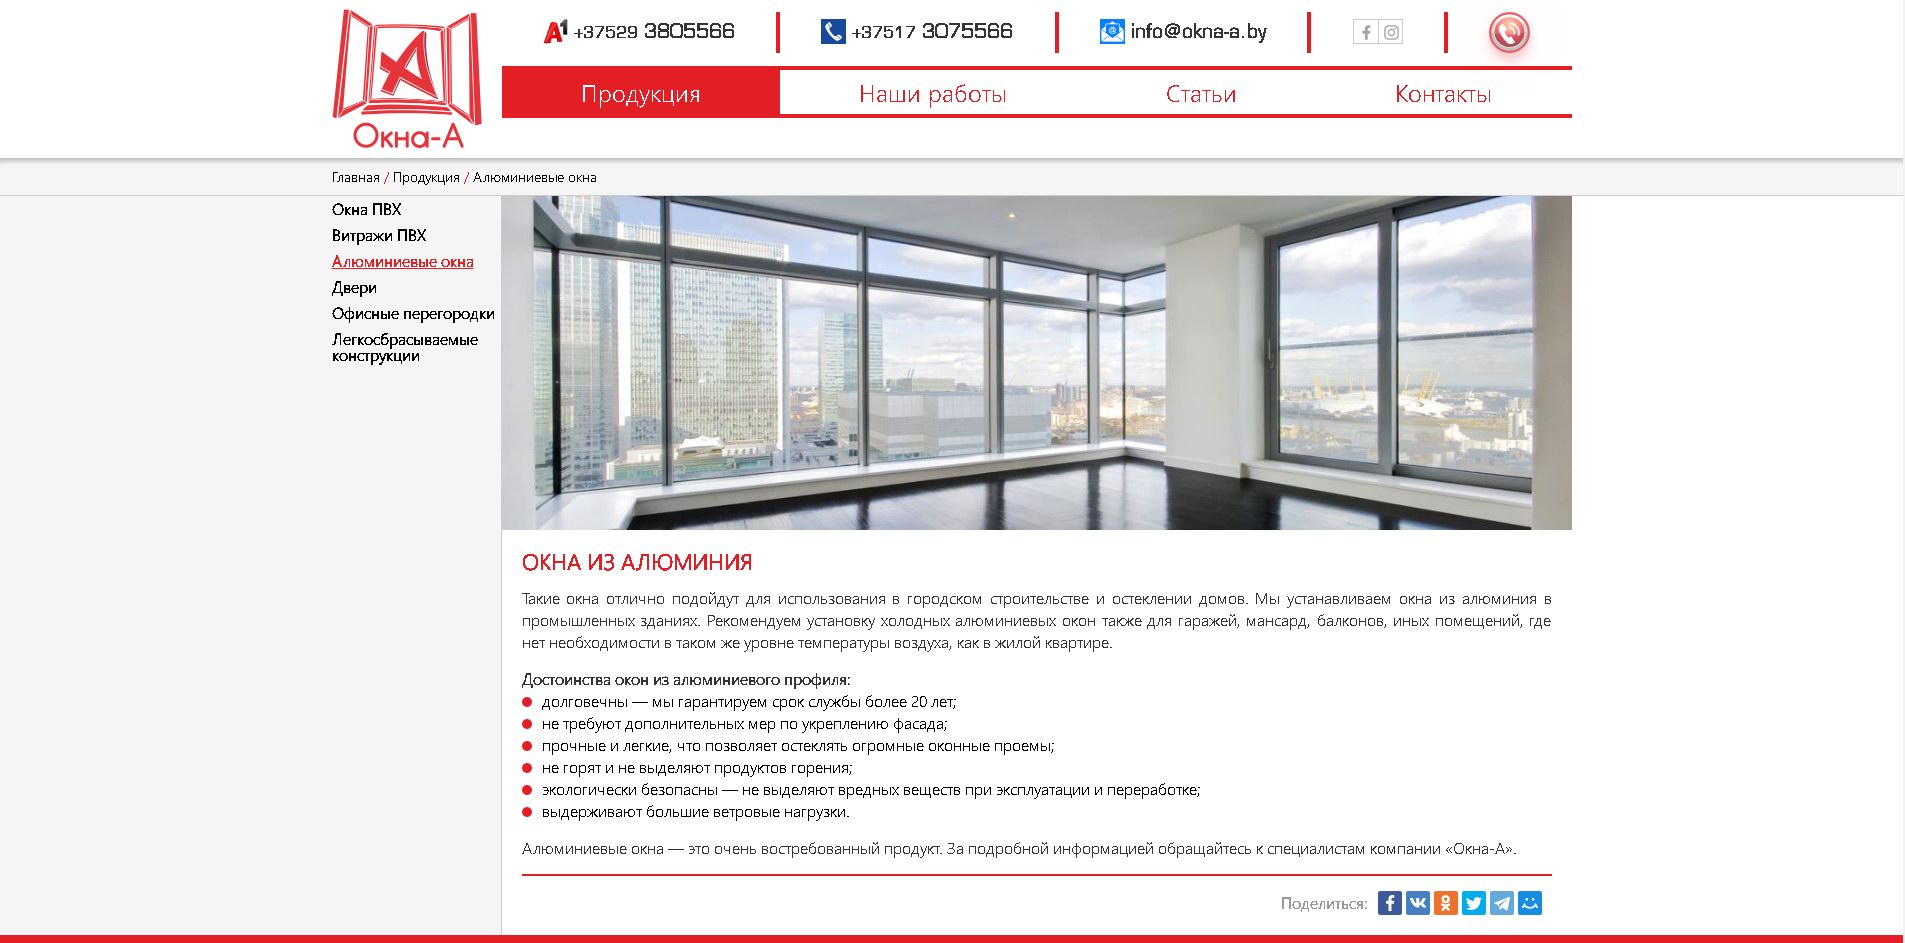 Окна-А
+37529 3805566
+37517 3075566
info@okna-a.by
Продукция
Наши работы
Статьи
Контакты
Главная / Продукция / Алюминиевые окна
Окна ПВХ
Витражи ПВХ
Алюминиевые окна
Двери
Офисные перегородки
Легкосбрасываемые
конструкции
ОКНА ИЗ АЛЮМИНИЯ
Такие окна отлично подойдут для использования в городском строительстве и остеклении домов. Мы устанавливаем окна из алюминия в
промышленных зданиях. Рекомендуем установку холодных алюминиевых окон также для гаражей, мансард, балконов, иных помещений, где
нет необходимости в таком же уровне температуры воздуха, как в жилой квартире.
Достоинства окон из алюминиевого профиля:
долговечны — мы гарантируем срок службы более 20 лет;
не требуют дополнительных мер по укреплению фасада;
прочные и легкие, что позволяет остеклять огромные оконные проемы;
не горят и не выделяют продуктов горения;
экологически безопасны — не выделяют вредных веществ при эксплуатации и переработке;
выдерживают большие ветровые нагрузки.
Алюминиевые окна — это очень востребованный продукт. За подробной информацией обращайтесь к специалистам компании «Окна-А».
Поделиться: